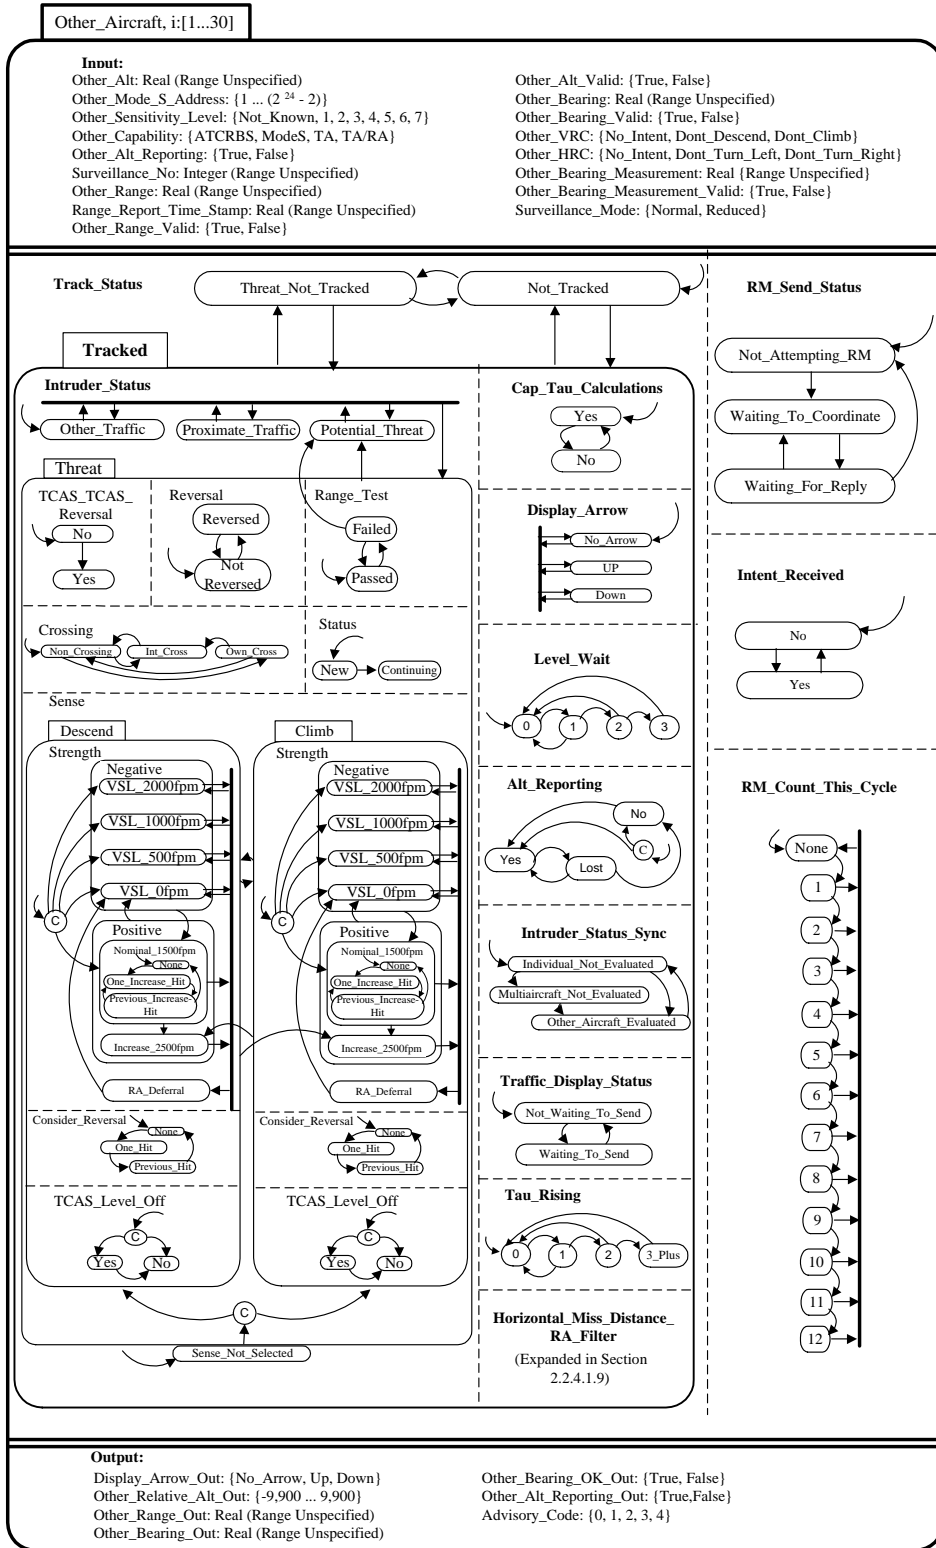 Other_Aircraft, i:[1...30]
Input:
Other_Alt: Real (Range Unspecified)
Other_Mode_S_Address: {1 ... (2 24 - 2)}
Other_Sensitivity_Level: {Not_Known, 1, 2, 3, 4, 5, 6, 7}
Other_Capability: {ATCRBS, ModeS, TA, TA/RA}
Other_Alt_Reporting: {True, False}
Surveillance_No: Integer (Range Unspecified)
Other_Range: Real (Range Unspecified)
Range_Report_Time_Stamp: Real (Range Unspecified)
Other_Range_Valid: {True, False}
Other_Alt_Valid: {True, False}
Other_Bearing: Real (Range Unspecified)
Other_Bearing_Valid: {True, False}
Other_VRC: {No_Intent, Dont_Descend, Dont_Climb}
Other_HRC: {No_Intent, Dont_Turn_Left, Dont_Turn_Right}
Other_Bearing_Measurement: Real {Range Unspecified}
Other_Bearing_Measurement_Valid: {True, False}
Surveillance_Mode: {Normal, Reduced}
Track_Status
Threat_Not_Tracked
Not_Tracked
Tracked
Intruder_Status
Other_Traffic
Proximate_Traffic
Potential_Threat
Threat
TCAS_TCAS_
Reversal
No
Yes
Reversal
Reversed
Not
Reversed
Range_Test
Failed
Passed
Crossing
Non_Crossing
Int_Cross
Own_Cross
Status
New
Continuing
Sense
Descend
Strength
Negative
VSL_2000fpm
VSL_1000fpm
VSL_500fpm
VSL_0fpm
C
Positive
Nominal_1500fpm
None
One_Increase_Hit
Previous_Increase-
Hit
Increase_2500fpm
RA_Deferral
Consider_Reversal
None
One_Hit
Previous_Hit
TCAS_Level_Off
C
Yes
No
Climb
Strength
Negative
VSL_2000fpm
VSL_1000fpm
VSL_500fpm
VSL_0fpm
C
Positive
Nominal_1500fpm
None
One_Increase_Hit
Previous_Increase-
Hit
Increase_2500fpm
RA_Deferral
Consider_Reversal
None
One_Hit
Previous_Hit
TCAS_Level_Off
C
Yes
No
C
Sense_Not_Selected
Cap_Tau_Calculations
Yes
No
Display_Arrow
No_Arrow
UP
Down
Level_Wait
0
1
2
3
Alt_Reporting
No
C
Yes
Lost
Intruder_Status_Sync
Individual_Not_Evaluated
Multiaircraft_Not_Evaluated
Other_Aircraft_Evaluated
Traffic_Display_Status
Not_Waiting_To_Send
Waiting_To_Send
Tau_Rising
0
1
2
3_Plus
Horizontal_Miss_Distance_
RA_Filter
(Expanded in Section
2.2.4.1.9)
RM_Send_Status
Not_Attempting_RM
Waiting_To_Coordinate
Waiting_For_Reply
Intent_Received
No
Yes
RM_Count_This_Cycle
None
1
2
3
4
5
6
7
8
9
10
11
12
Output:
Display_Arrow_Out: {No_Arrow, Up, Down}
Other_Relative_Alt_Out: {-9,900 ... 9,900}
Other_Range_Out: Real (Range Unspecified)
Other_Bearing_Out: Real (Range Unspecified)
Other_Bearing_OK_Out: {True, False}
Other_Alt_Reporting_Out: {True,False}
Advisory_Code: {0, 1, 2, 3, 4}